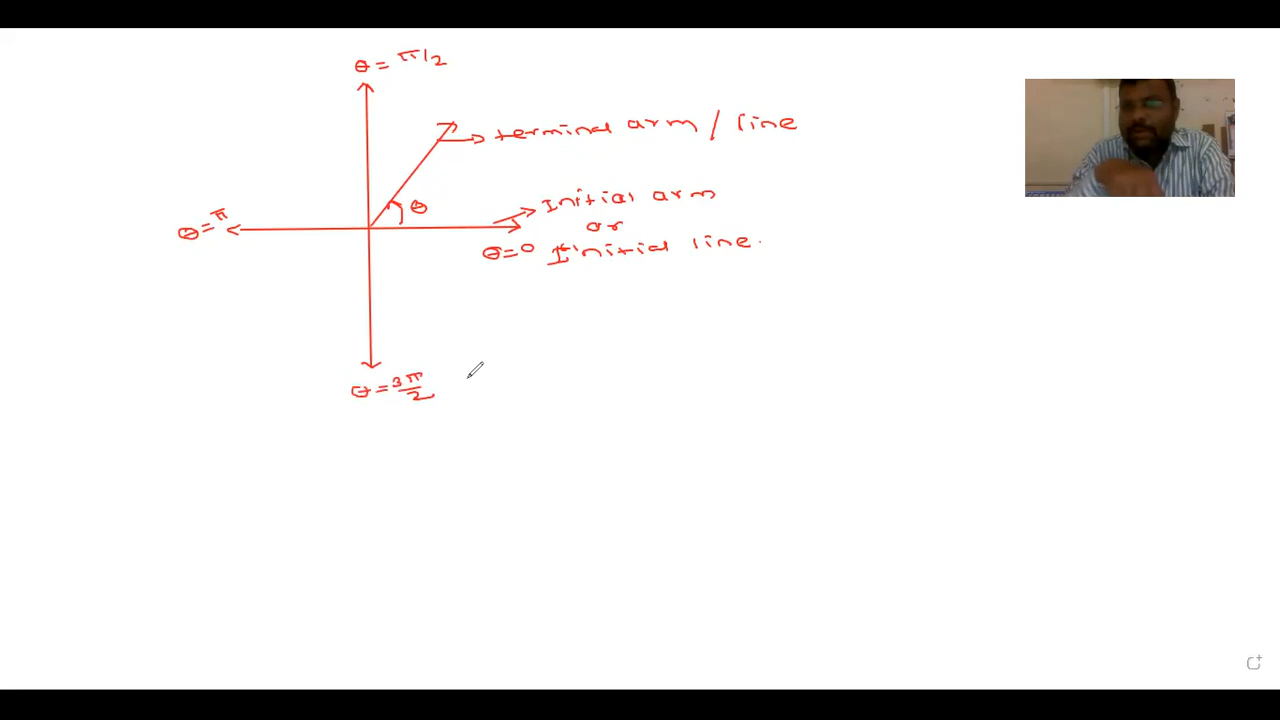 θ = π/2
terminal arm / line
θ
Initial arm
θ = π
or
θ = 0
Initial line.
θ = 3π/2